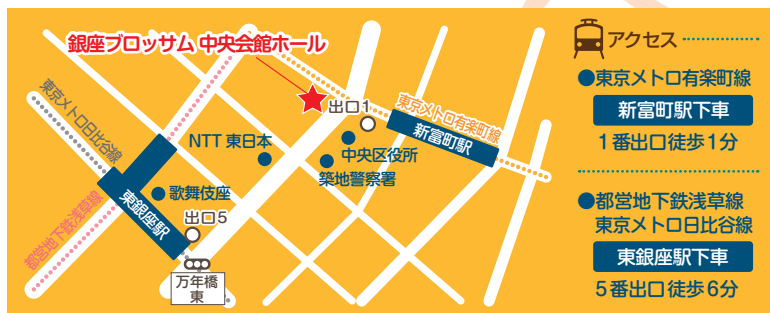 銀座ブロッサム 中央会館ホール
東京メトロ日比谷線
NTT 東日本
出口1
東京メトロ有楽町線
新富町駅
中央区役所
築地警察署
歌舞伎座
東銀座駅
出口5
都営地下鉄浅草線
万年橋
東
アクセス
●東京メトロ有楽町線
新富町駅下車
1番出口徒歩1分
●都営地下鉄浅草線
東京メトロ日比谷線
東銀座駅下車
5番出口徒歩6分